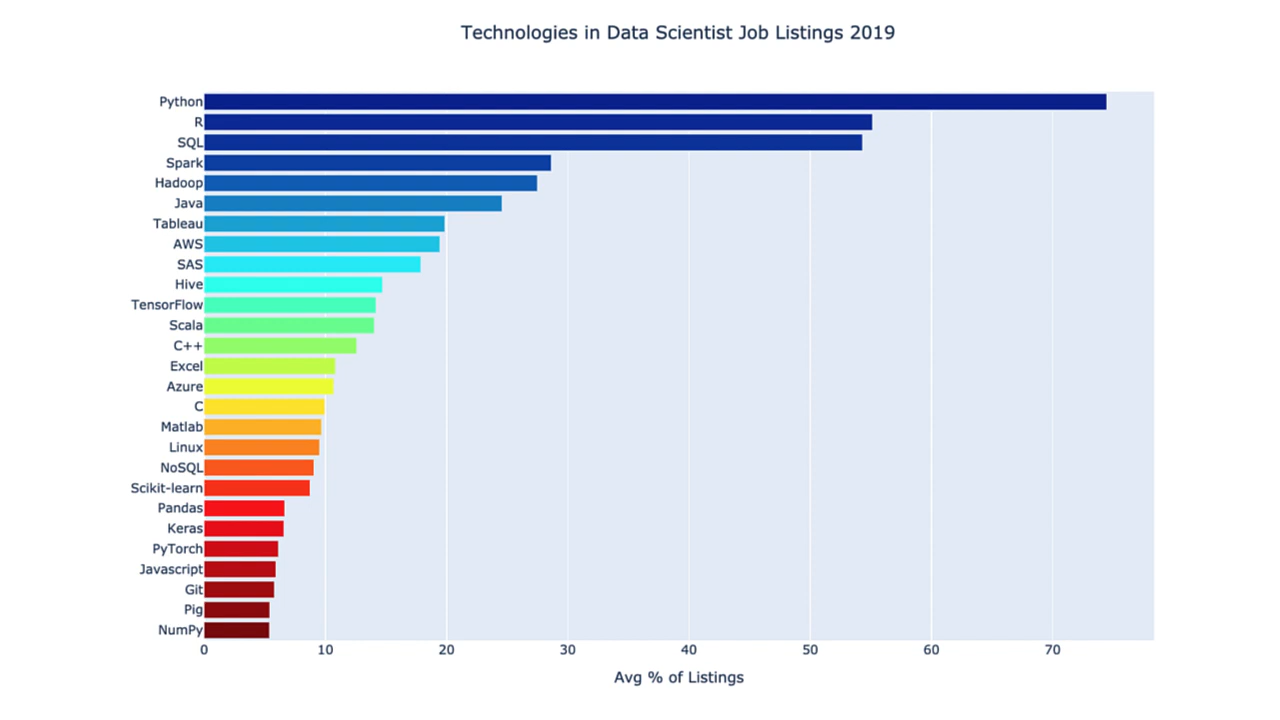 Technologies in Data Scientist Job Listings 2019
Python
R
SQL
Spark
Hadoop
Java
Tableau
AWS
SAS
Hive
TensorFlow
Scala
C++
Excel
Azure
C
Matlab
Linux
NoSQL
Scikit-learn
Pandas
Keras
PyTorch
Javascript
Git
Pig
NumPy
0 10 20 30 40 50 60 70
Avg % of Listings